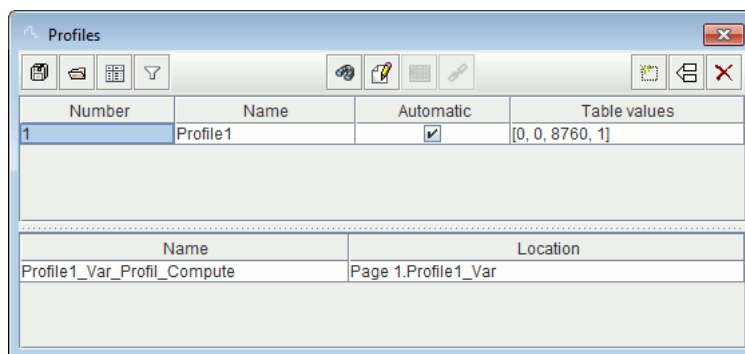 Profiles
Number Name Automatic Table values
1 Profile1 [0, 0, 8760, 1]
Name Location
Profile1_Var_Profil_Compute Page 1.Profile1_Var